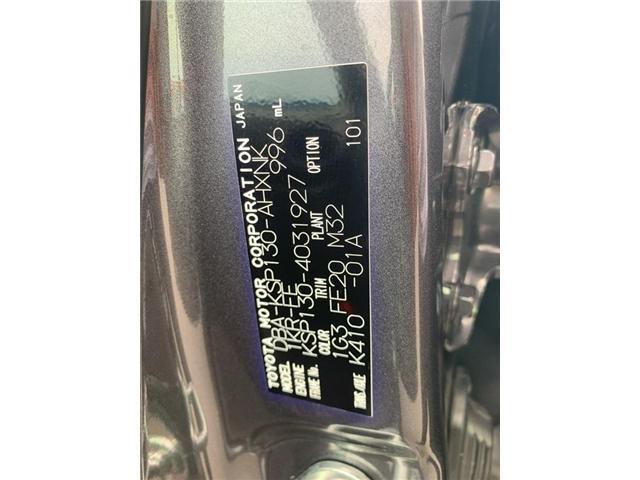 TOYOTA MOTOR CORPORATION JAPAN
MODEL DBA-KSP130-AHXNK
ENGINE 1KR-FE 996 mL
FRAME No. KSP130-4031927
COLOR TRIM PLANT OPTION
1G3 FE20 M32 101
TRNS./AXLE K410 -01A